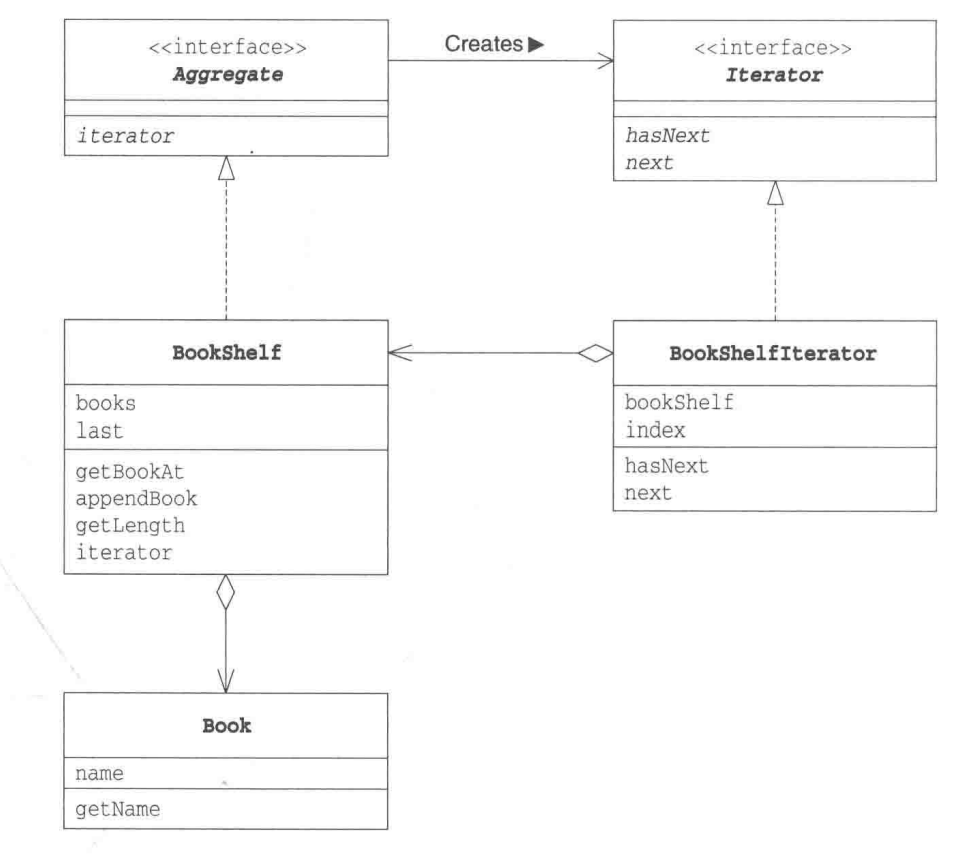 <<interface>>
Aggregate
iterator
Creates ▶
<<interface>>
Iterator
hasNext
next
BookShelf
books
last
getBookAt
appendBook
getLength
iterator
BookShelfIterator
bookShelf
index
hasNext
next
Book
name
getName